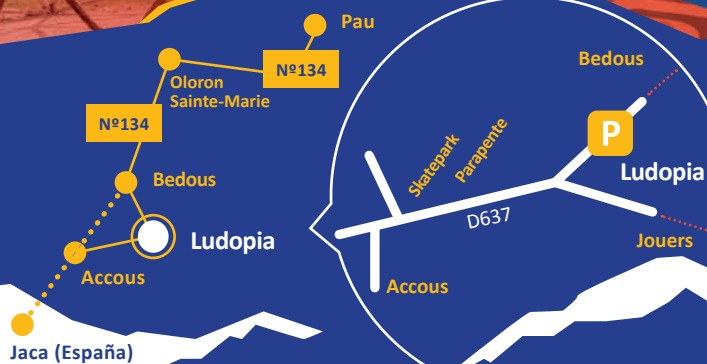 Pau
Nº134
Oloron
Sainte-Marie
Nº134
Bedous
Ludopia
Accous
Jaca (España)
Bedous
P
Ludopia
Skatepark
Parapente
D637
Jouers
Accous